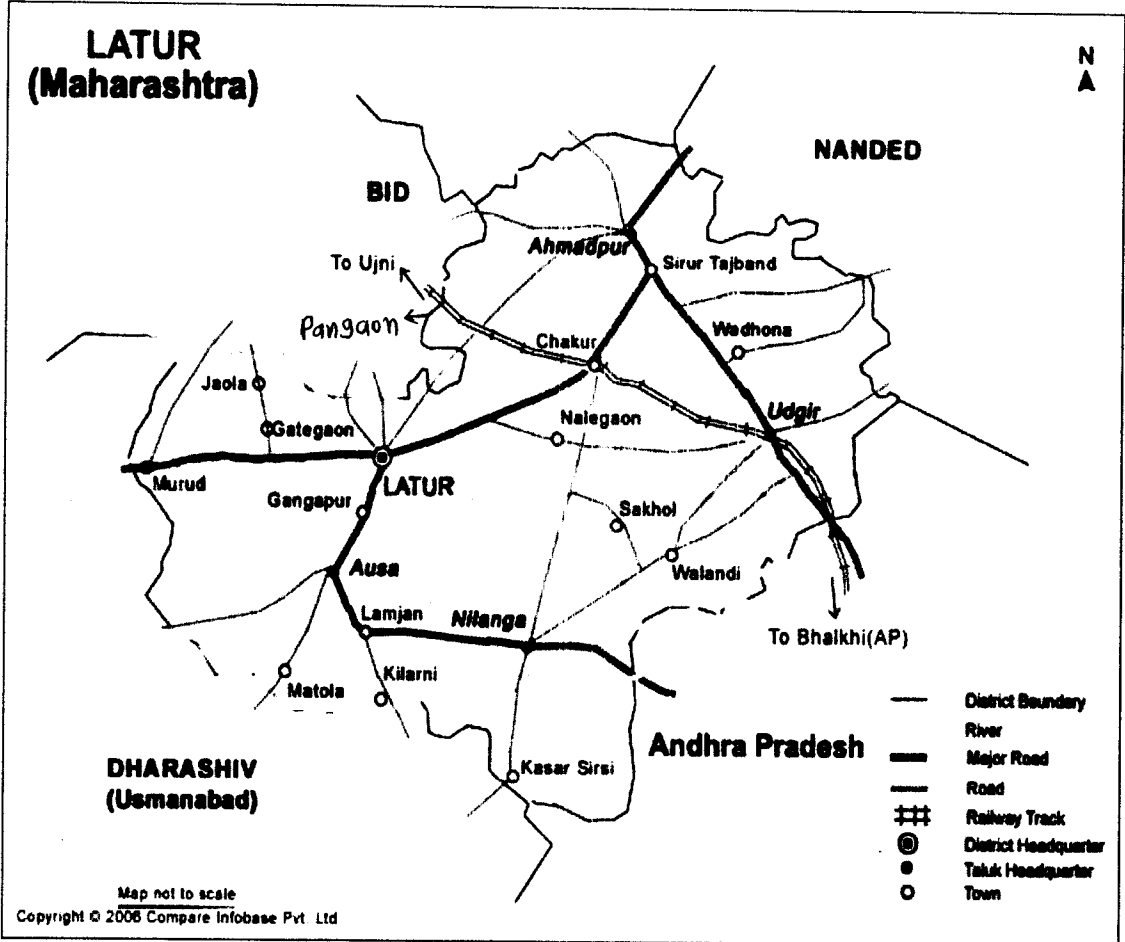 LATUR
(Maharashtra)
N
NANDED
BID
Ahmadpur
To Ujni
Sirur Tajband
Pangaon
Wadhona
Chakur
Jaola
Udgir
Nalegaon
Gategaon
Murud
LATUR
Gangapur
Sakhol
Ausa
Walandi
Lamjan
Nilanga
To Bhalkhi(AP)
Kilarni
Matola
District Boundary
River
Andhra Pradesh
Major Road
DHARASHIV
(Usmanabad)
Kasar Sirsi
Road
Railway Track
District Headquarter
Taluk Headquarter
Town
Map not to scale
Copyright © 2006 Compare Infobase Pvt. Ltd